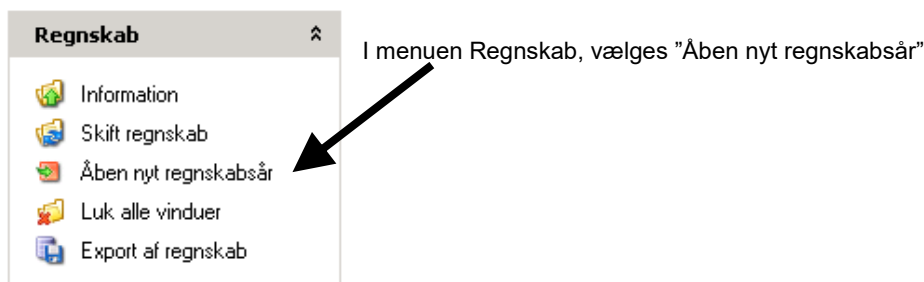 Regnskab
I menuen Regnskab, vælges ”Åben nyt regnskabsår”
Information
Skift regnskab
Åben nyt regnskabsår
Luk alle vinduer
Export af regnskab